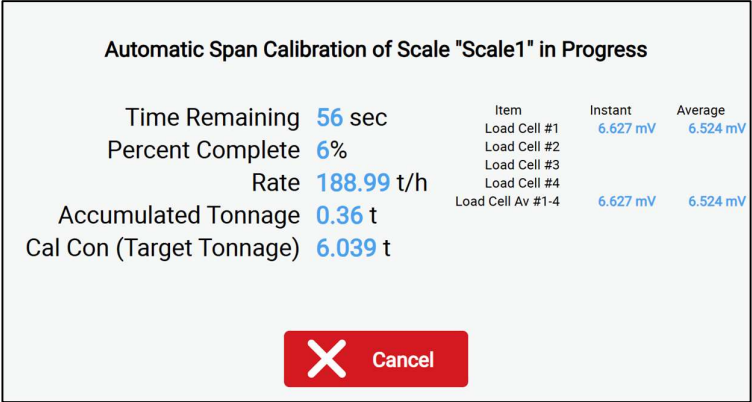 Automatic Span Calibration of Scale "Scale1" in Progress
Time Remaining 56 sec
Percent Complete 6%
Rate 188.99 t/h
Accumulated Tonnage 0.36 t
Cal Con (Target Tonnage) 6.039 t
Item Instant Average
Load Cell #1 6.627 mV 6.524 mV
Load Cell #2
Load Cell #3
Load Cell #4
Load Cell Av #1-4 6.627 mV 6.524 mV
Cancel